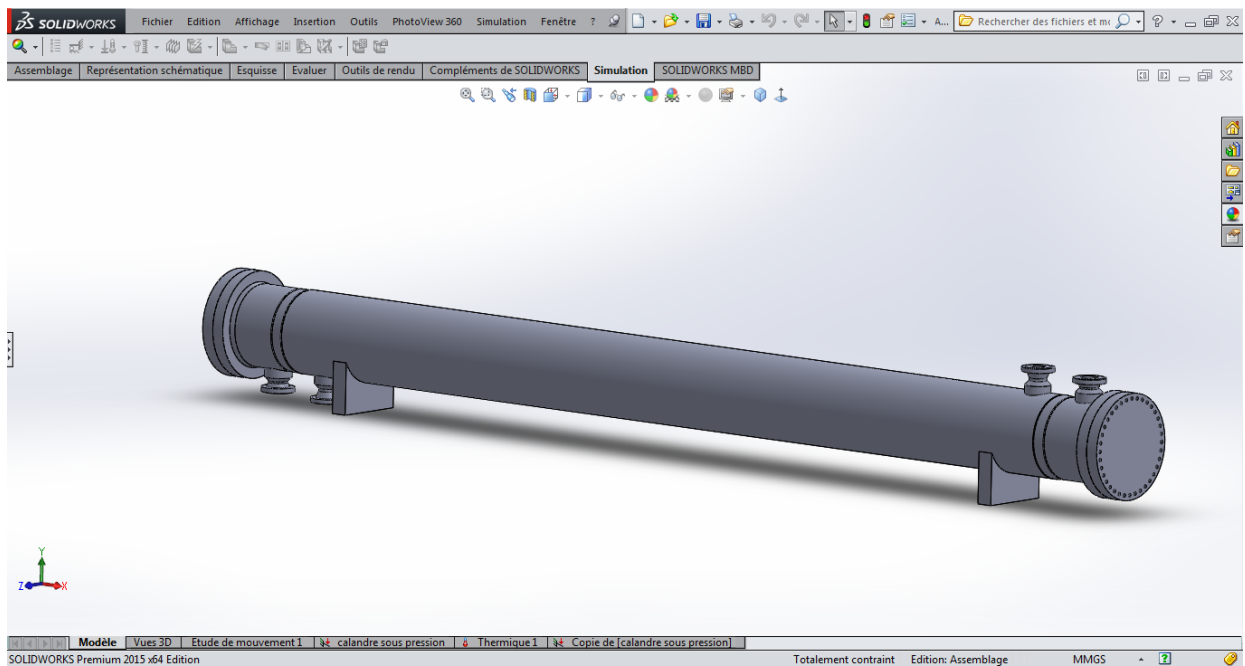 SOLIDWORKS Fichier Edition Affichage Insertion Outils PhotoView 360 Simulation Fenêtre ? A... Rechercher des fichiers et mo ?
Assemblage Représentation schématique Esquisse Evaluer Outils de rendu Compléments de SOLIDWORKS Simulation SOLIDWORKS MBD
Y
Z X
Modèle Vues 3D Etude de mouvement 1 calandre sous pression Thermique 1 Copie de [calandre sous pression]
SOLIDWORKS Premium 2015 x64 Edition Totalement contraint Edition: Assemblage MMGS ?